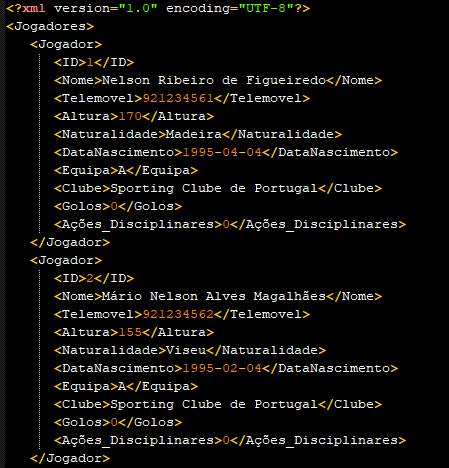 <?xml version="1.0" encoding="UTF-8"?>
<Jogadores>
<Jogador>
<ID>1</ID>
<Nome>Nelson Ribeiro de Figueiredo</Nome>
<Telemovel>921234561</Telemovel>
<Altura>170</Altura>
<Naturalidade>Madeira</Naturalidade>
<DataNascimento>1995-04-04</DataNascimento>
<Equipa>A</Equipa>
<Clube>Sporting Clube de Portugal</Clube>
<Golos>0</Golos>
<Ações_Disciplinares>0</Ações_Disciplinares>
</Jogador>
<Jogador>
<ID>2</ID>
<Nome>Mário Nelson Alves Magalhães</Nome>
<Telemovel>921234562</Telemovel>
<Altura>155</Altura>
<Naturalidade>Viseu</Naturalidade>
<DataNascimento>1995-02-04</DataNascimento>
<Equipa>A</Equipa>
<Clube>Sporting Clube de Portugal</Clube>
<Golos>0</Golos>
<Ações_Disciplinares>0</Ações_Disciplinares>
</Jogador>